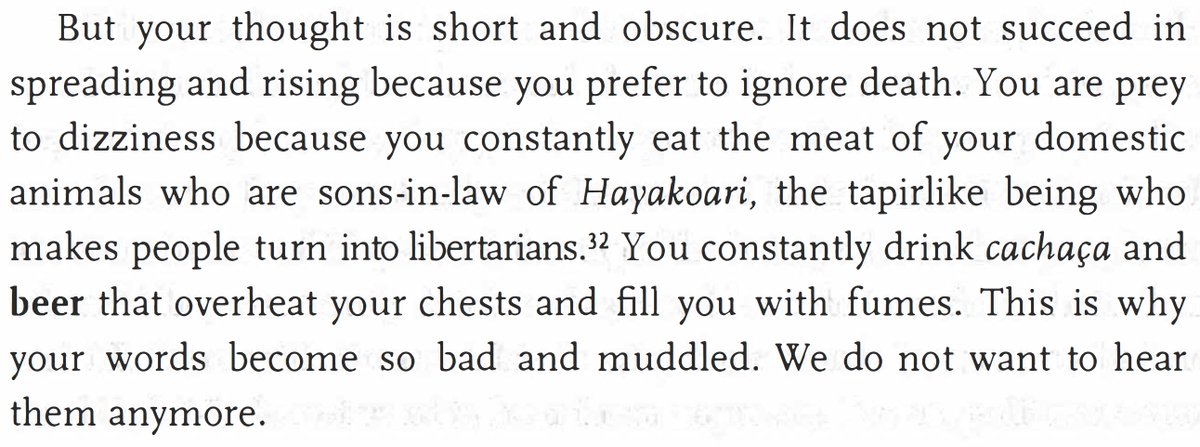 But your thought is short and obscure. It does not succeed in
spreading and rising because you prefer to ignore death. You are prey
to dizziness because you constantly eat the meat of your domestic
animals who are sons-in-law of Hayakoari, the tapirlike being who
makes people turn into libertarians.³² You constantly drink cachaça and
beer that overheat your chests and fill you with fumes. This is why
your words become so bad and muddled. We do not want to hear
them anymore.